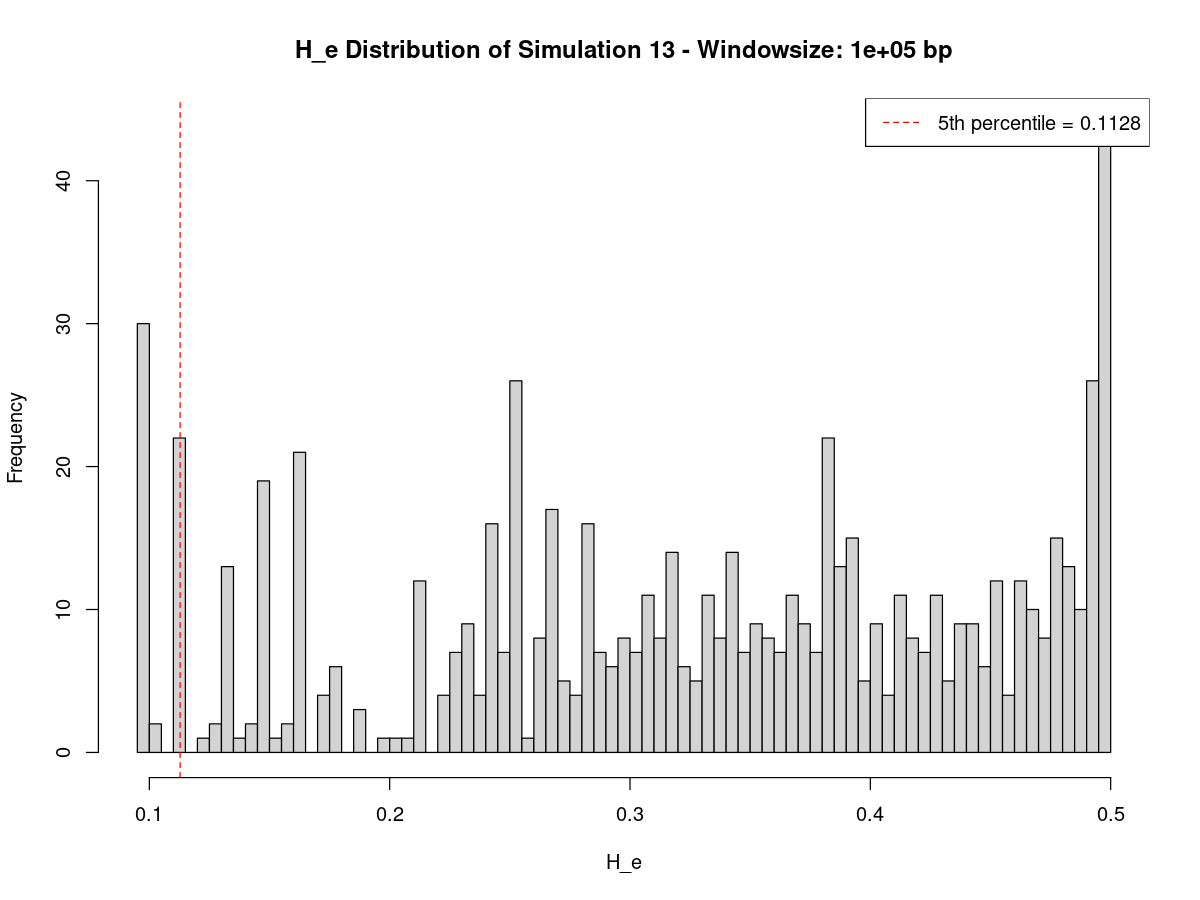 H_e Distribution of Simulation 13 - Windowsize: 1e+05 bp
5th percentile = 0.1128
Frequency
40
30
20
10
0
0.1 0.2 0.3 0.4 0.5
H_e